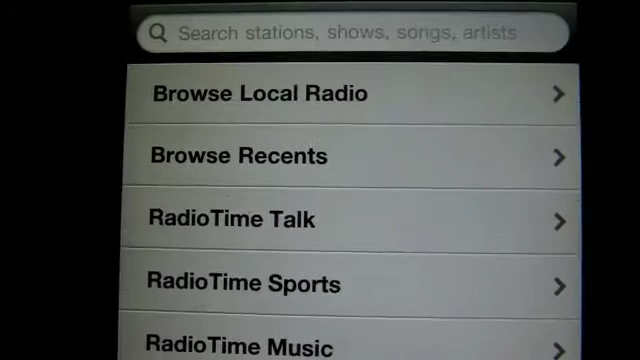 Search stations, shows, songs, artists
Browse Local Radio
Browse Recents
RadioTime Talk
RadioTime Sports
RadioTime Music